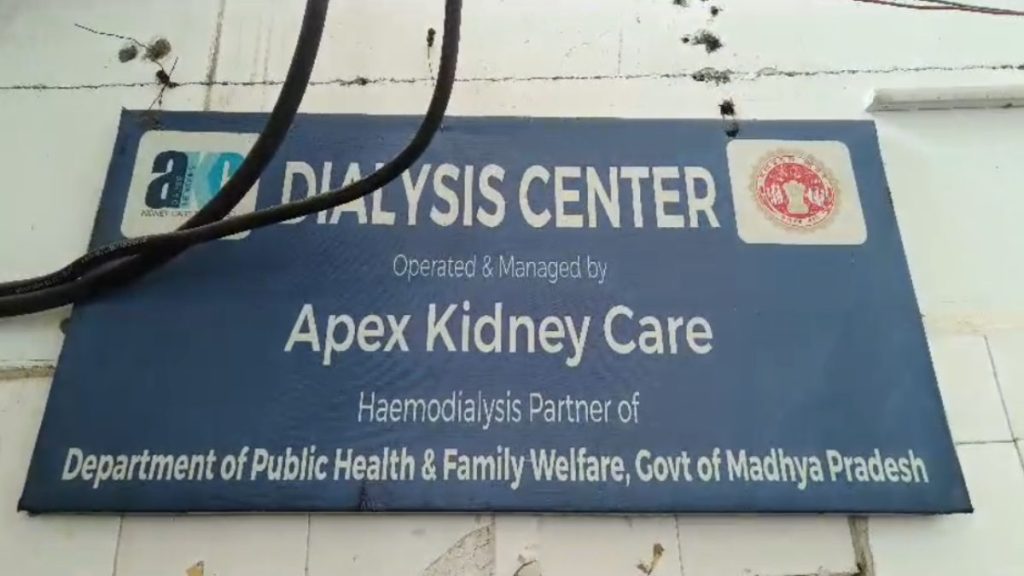 DIALYSIS CENTER
Operated & Managed by
Apex Kidney Care
Haemodialysis Partner of
Department of Public Health & Family Welfare, Govt of Madhya Pradesh